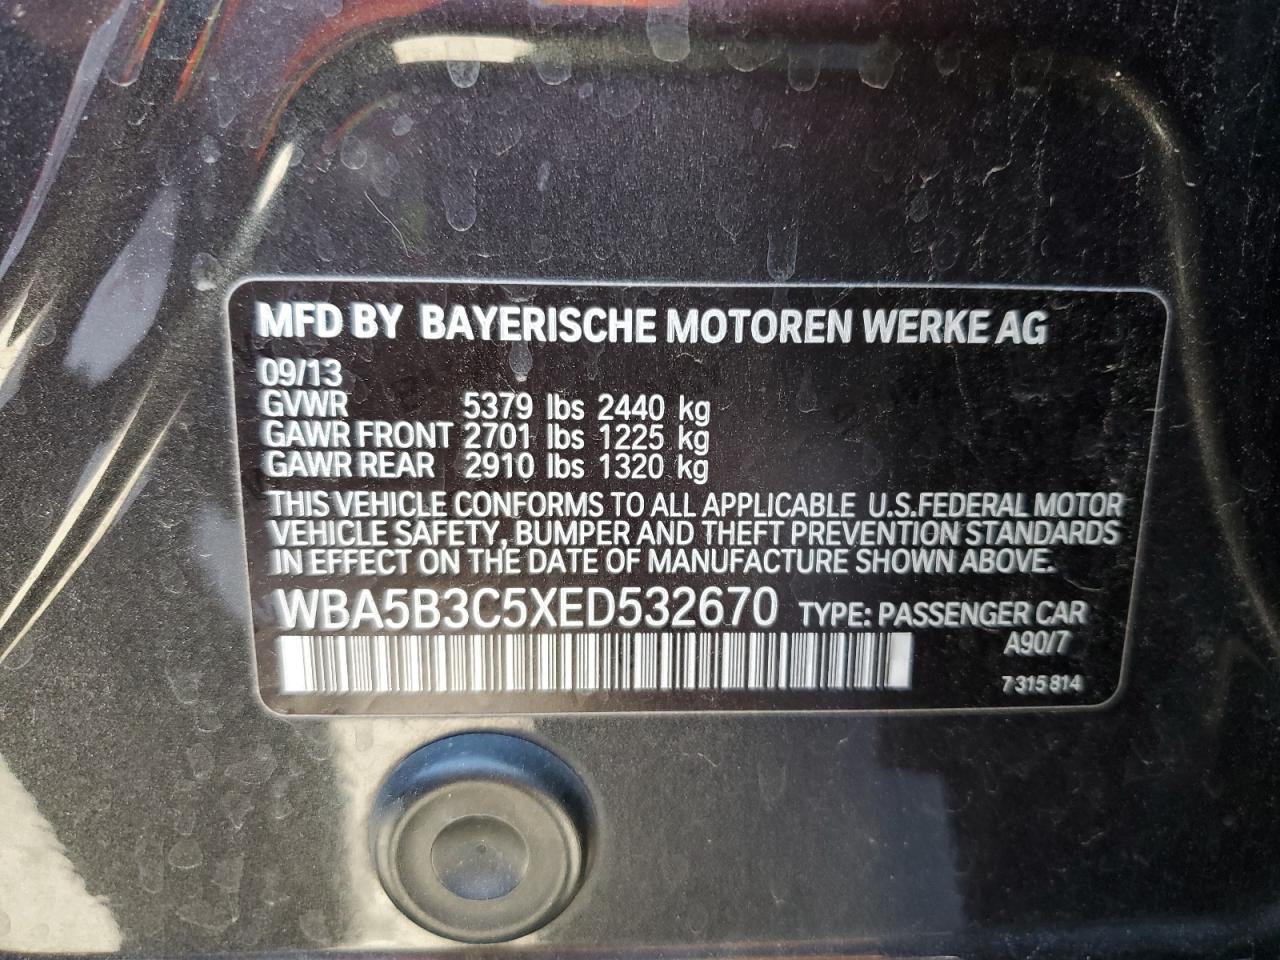 MFD BY BAYERISCHE MOTOREN WERKE AG
09/13
GVWR 5379 lbs 2440 kg
GAWR FRONT 2701 lbs 1225 kg
GAWR REAR 2910 lbs 1320 kg
THIS VEHICLE CONFORMS TO ALL APPLICABLE U.S.FEDERAL MOTOR
VEHICLE SAFETY, BUMPER AND THEFT PREVENTION STANDARDS
IN EFFECT ON THE DATE OF MANUFACTURE SHOWN ABOVE.
WBA5B3C5XED532670 TYPE: PASSENGER CAR
A90/7
7 315 814